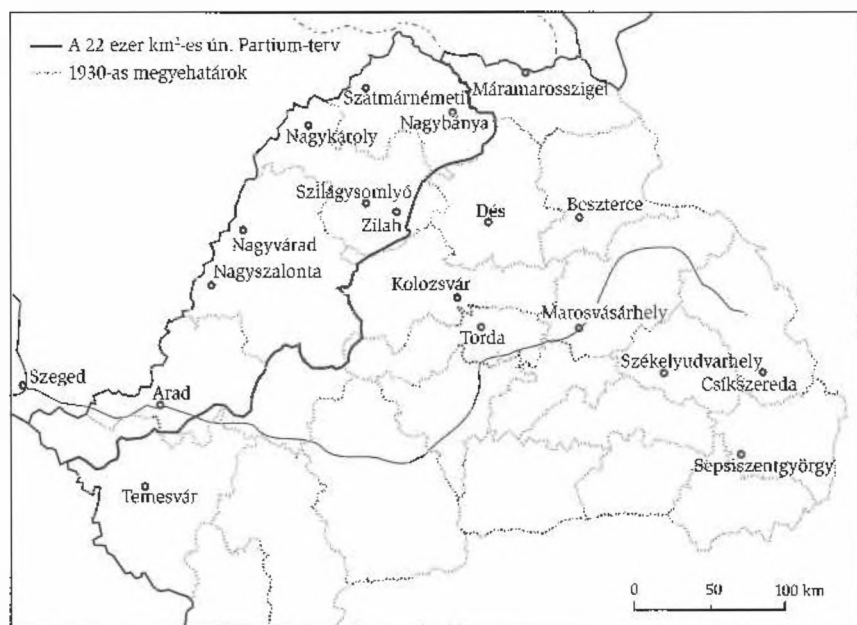 A 22 ezer km²-es ún. Partium-terv
1930-as megyehatárok
Máramarossziget
Szatmárnémeti
Nagybánya
Nagykároly
Szilágysomlyó
Zilah
Dés
Beszterce
Nagyvárad
Nagyszalonta
Kolozsvár
Marosvásárhely
Torda
Székelyudvarhely
Csíkszereda
Szeged
Arad
Sepsiszentgyörgy
Temesvár
0 50 100 km